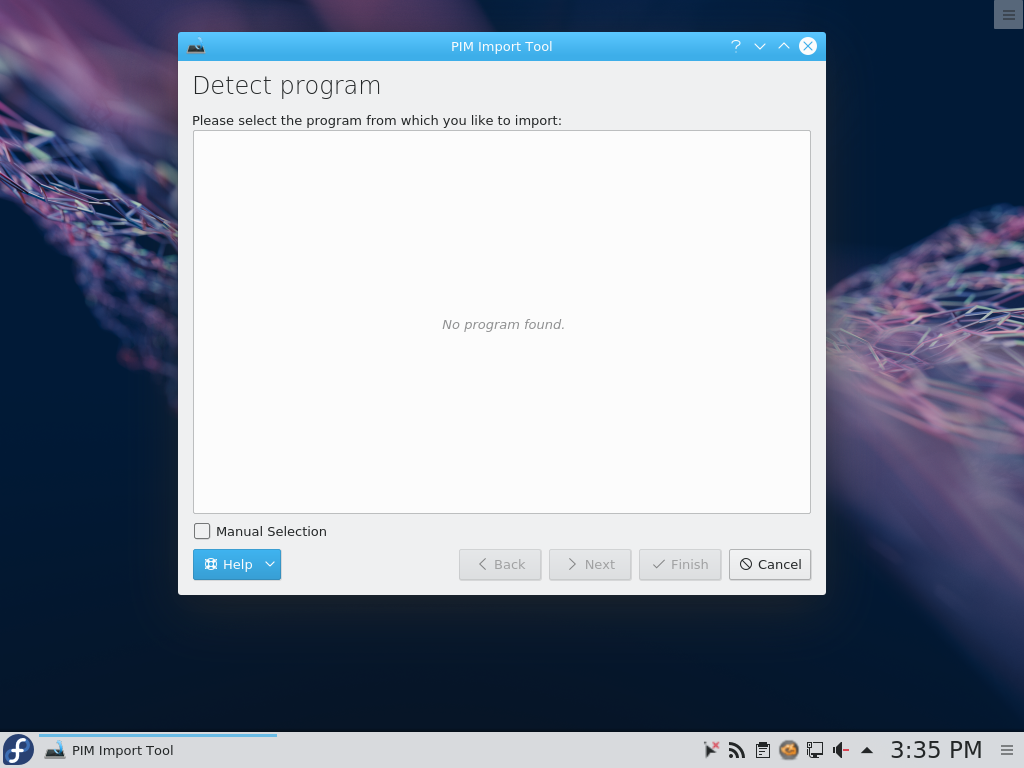 PIM Import Tool
Detect program
Please select the program from which you like to import:
No program found.
Manual Selection
Help
Back
Next
Finish
Cancel
PIM Import Tool
3:35 PM